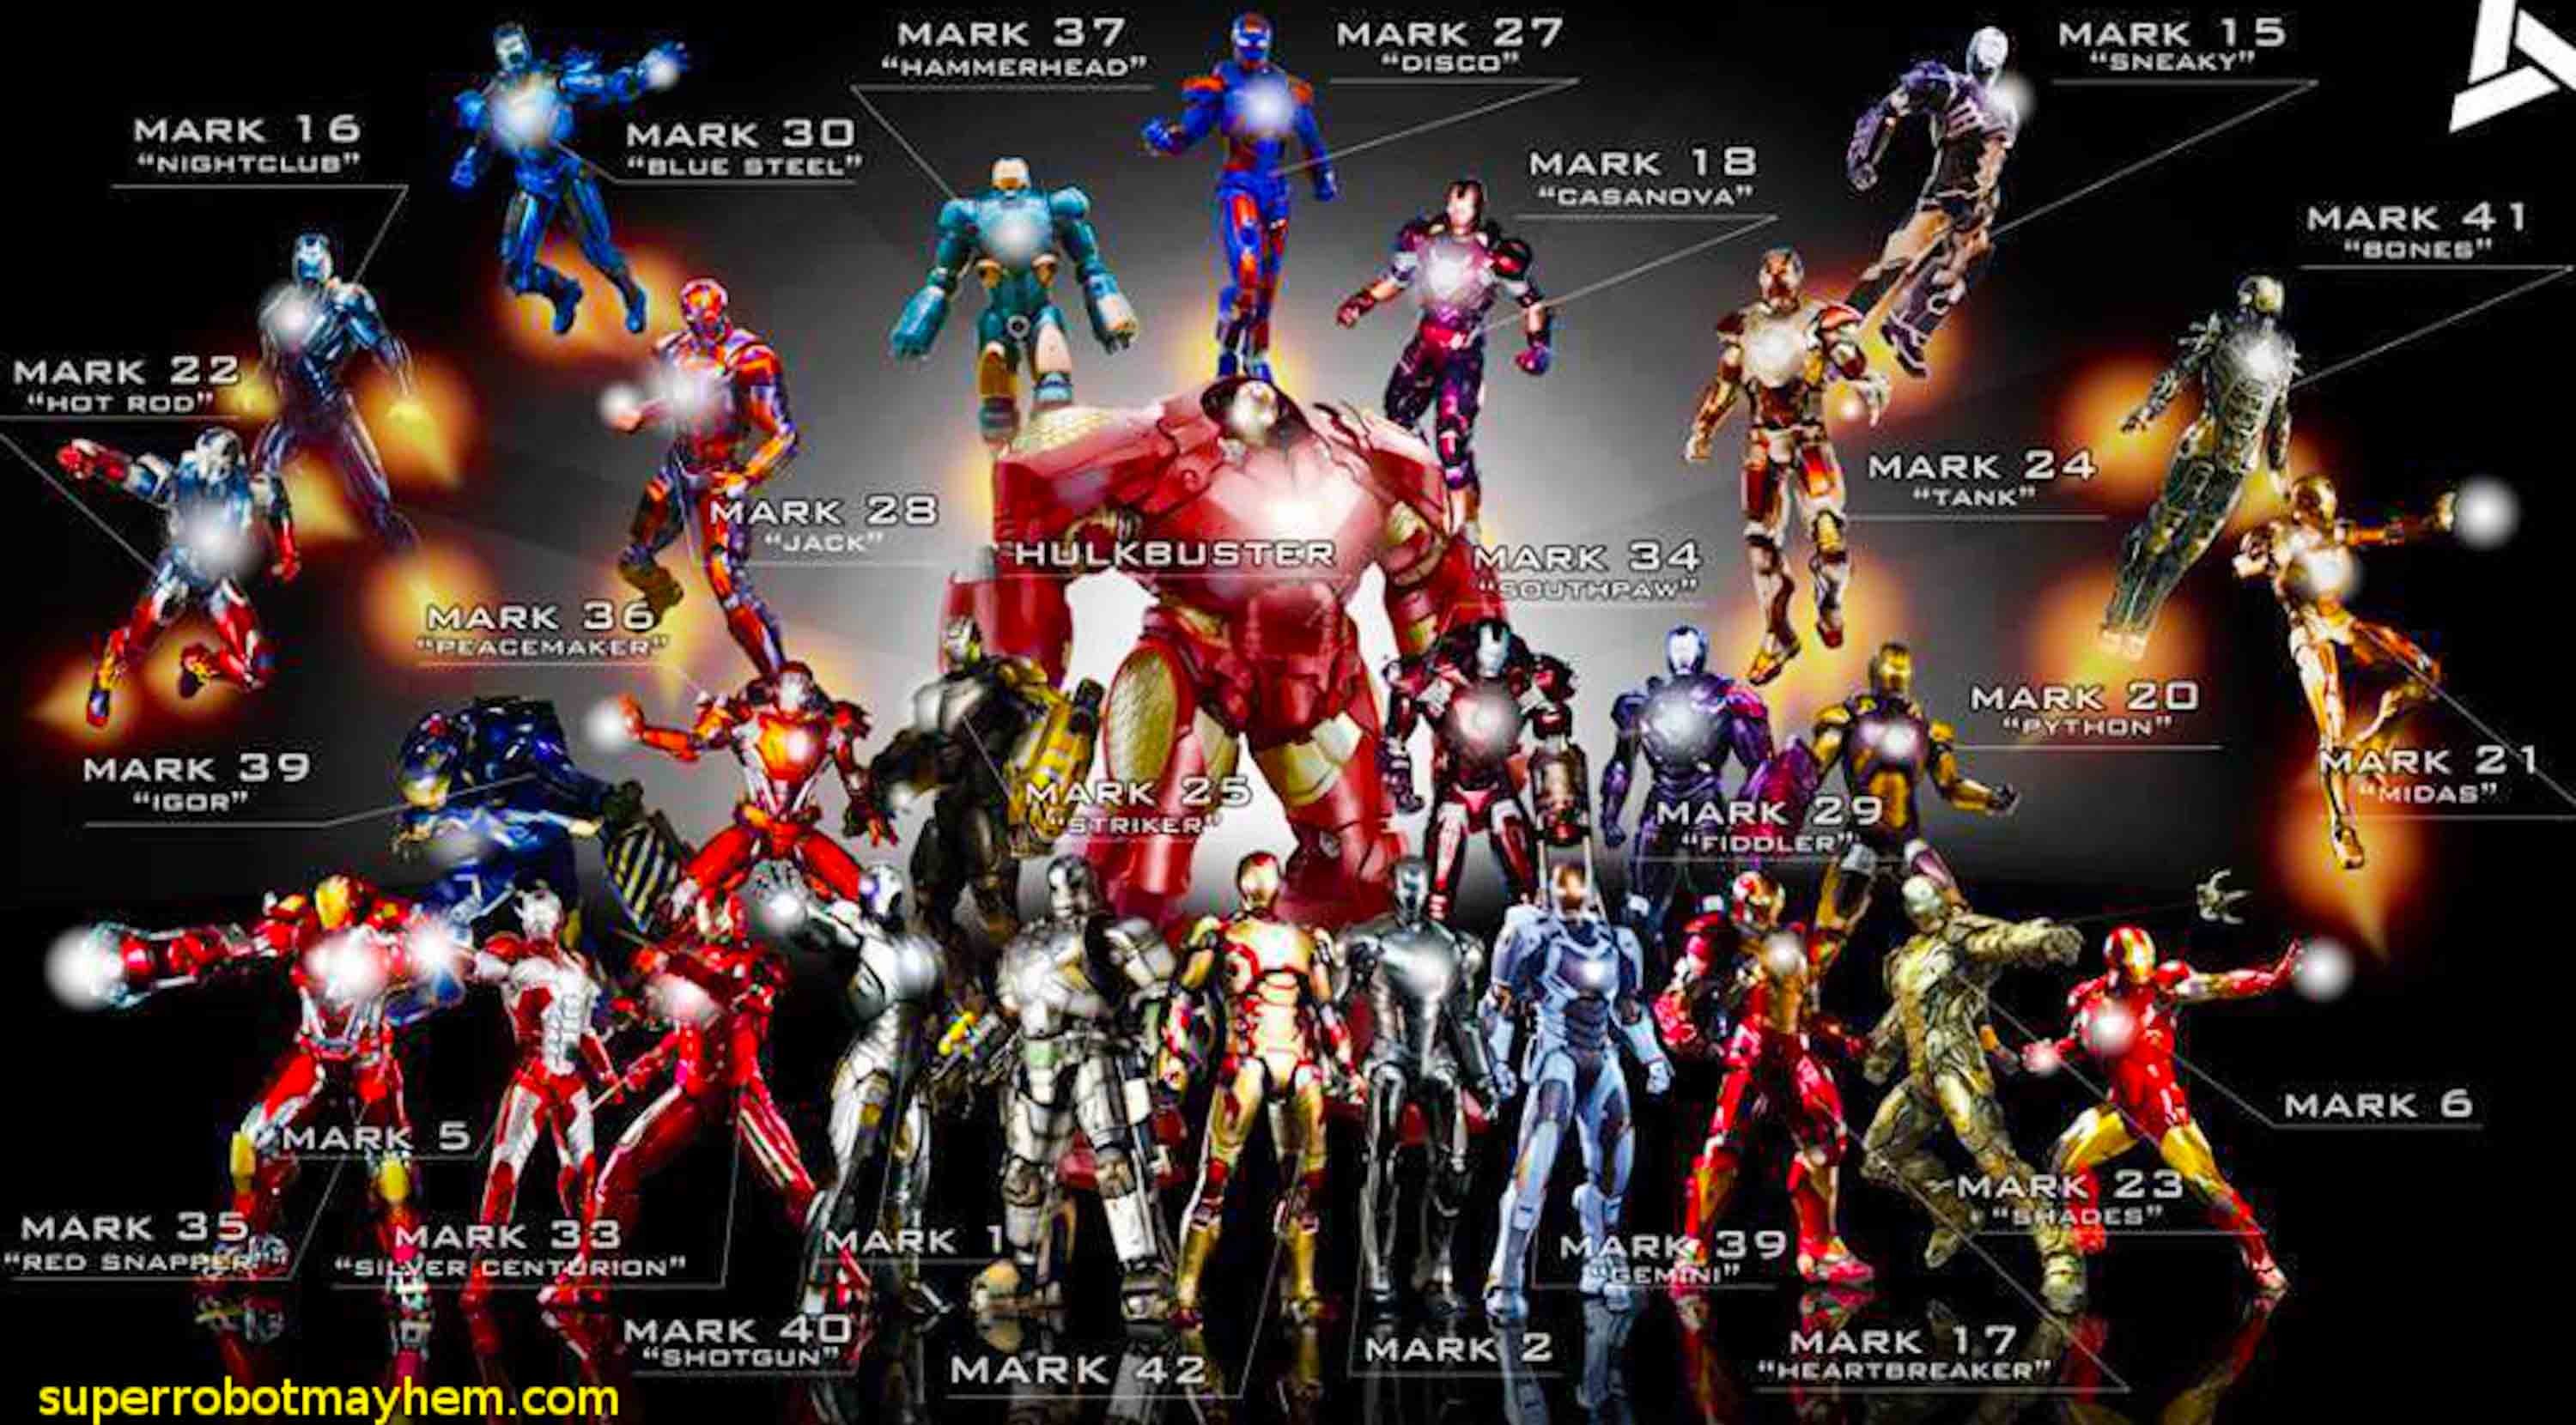 MARK 37
"HAMMERHEAD"
MARK 27
"DISCO"
MARK 15
"SNEAKY"
MARK 16
"NIGHTCLUB"
MARK 30
"BLUE STEEL"
MARK 18
"CASANOVA"
MARK 41
"BONES"
MARK 22
"HOT ROD"
MARK 28
"JACK"
HULKBUSTER
MARK 34
"SOUTHPAW"
MARK 24
"TANK"
MARK 36
"PEACEMAKER"
MARK 20
"PYTHON"
MARK 39
"IGOR"
MARK 25
"STRIKER"
MARK 29
"FIDDLER"
MARK 21
"MIDAS"
MARK 5
MARK 6
MARK 35
"RED SNAPPER"
MARK 33
"SILVER CENTURION"
MARK 1
MARK 39
"GEMINI"
MARK 23
"SHADES"
MARK 40
"SHOTGUN"
MARK 42
MARK 2
MARK 17
"HEARTBREAKER"
superrobotmayhem.com